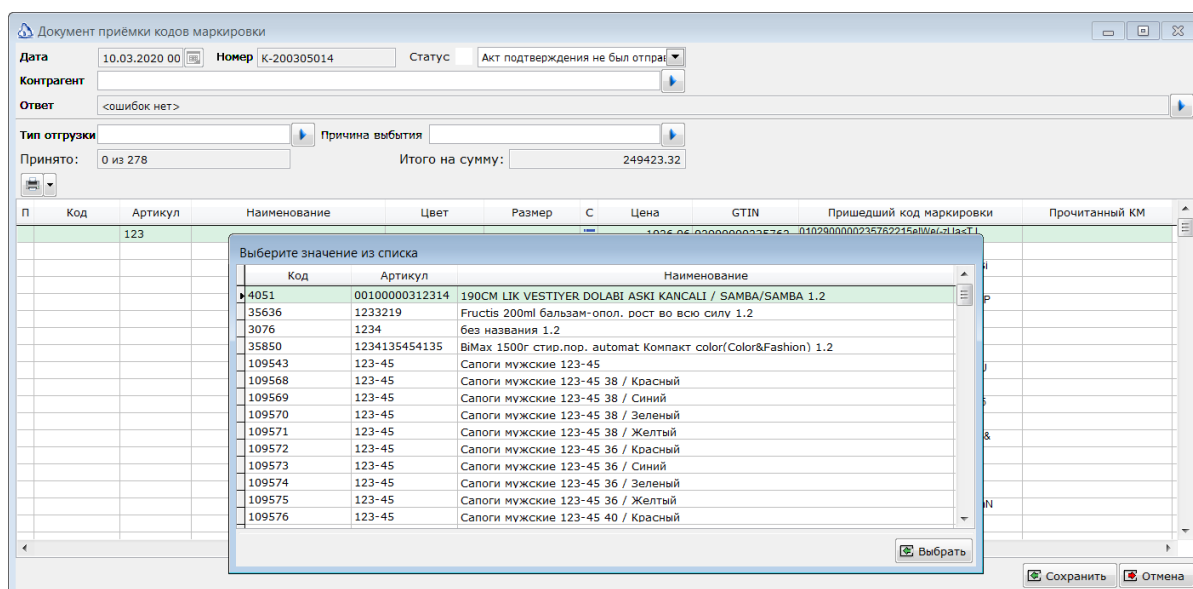 Документ приёмки кодов маркировки
Дата 10.03.2020 00 Номер К-200305014 Статус Акт подтверждения не был отправ
Контрагент
Ответ <ошибок нет>
Тип отгрузки Причина выбытия
Принято: 0 из 278 Итого на сумму: 249423.32
П Код Артикул Наименование Цвет Размер С Цена GTIN Пришедший код маркировки Прочитанный КМ
123
Выберите значение из списка
Код Артикул Наименование
4051 00100000312314 190CM LIK VESTIYER DOLABI ASKI KANCALI / SAMBA/SAMBA 1.2
35636 1233219 Fructis 200ml бальзам-опол. рост во всю силу 1.2
3076 1234 без названия 1.2
35850 1234135454135 BiMax 1500г стир.пор. automat Компакт color(Color&Fashion) 1.2
109543 123-45 Сапоги мужские 123-45
109568 123-45 Сапоги мужские 123-45 38 / Красный
109569 123-45 Сапоги мужские 123-45 38 / Синий
109570 123-45 Сапоги мужские 123-45 38 / Зеленый
109571 123-45 Сапоги мужские 123-45 38 / Желтый
109572 123-45 Сапоги мужские 123-45 36 / Красный
109573 123-45 Сапоги мужские 123-45 36 / Синий
109574 123-45 Сапоги мужские 123-45 36 / Зеленый
109575 123-45 Сапоги мужские 123-45 36 / Желтый
109576 123-45 Сапоги мужские 123-45 40 / Красный
Выбрать
Сохранить Отмена